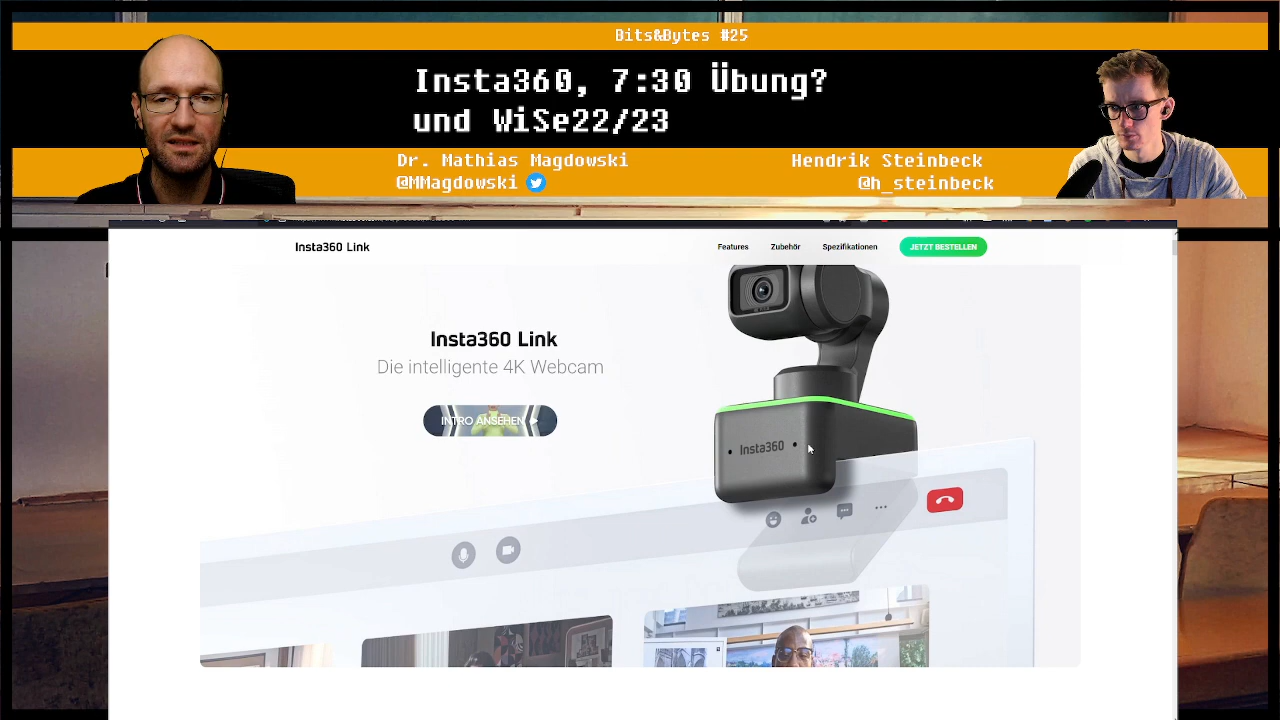 Bits&Bytes #25
Insta360, 7:30 Übung?
und WiSe22/23
Dr. Mathias Magdowski
@MMagdowski
Hendrik Steinbeck
@h_steinbeck
Insta360 Link
Features
Zubehör
Spezifikationen
JETZT BESTELLEN
Insta360 Link
Die intelligente 4K Webcam
INTRO ANSEHEN
Insta360